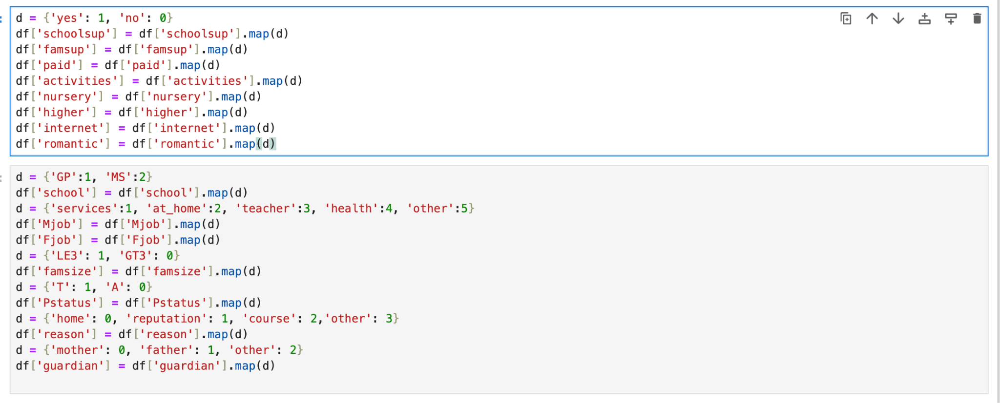 d = {'yes': 1, 'no': 0}
df['schoolsup'] = df['schoolsup'].map(d)
df['famsup'] = df['famsup'].map(d)
df['paid'] = df['paid'].map(d)
df['activities'] = df['activities'].map(d)
df['nursery'] = df['nursery'].map(d)
df['higher'] = df['higher'].map(d)
df['internet'] = df['internet'].map(d)
df['romantic'] = df['romantic'].map(d)
d = {'GP':1, 'MS':2}
df['school'] = df['school'].map(d)
d = {'services':1, 'at_home':2, 'teacher':3, 'health':4, 'other':5}
df['Mjob'] = df['Mjob'].map(d)
df['Fjob'] = df['Fjob'].map(d)
d = {'LE3': 1, 'GT3': 0}
df['famsize'] = df['famsize'].map(d)
d = {'T': 1, 'A': 0}
df['Pstatus'] = df['Pstatus'].map(d)
d = {'home': 0, 'reputation': 1, 'course': 2,'other': 3}
df['reason'] = df['reason'].map(d)
d = {'mother': 0, 'father': 1, 'other': 2}
df['guardian'] = df['guardian'].map(d)